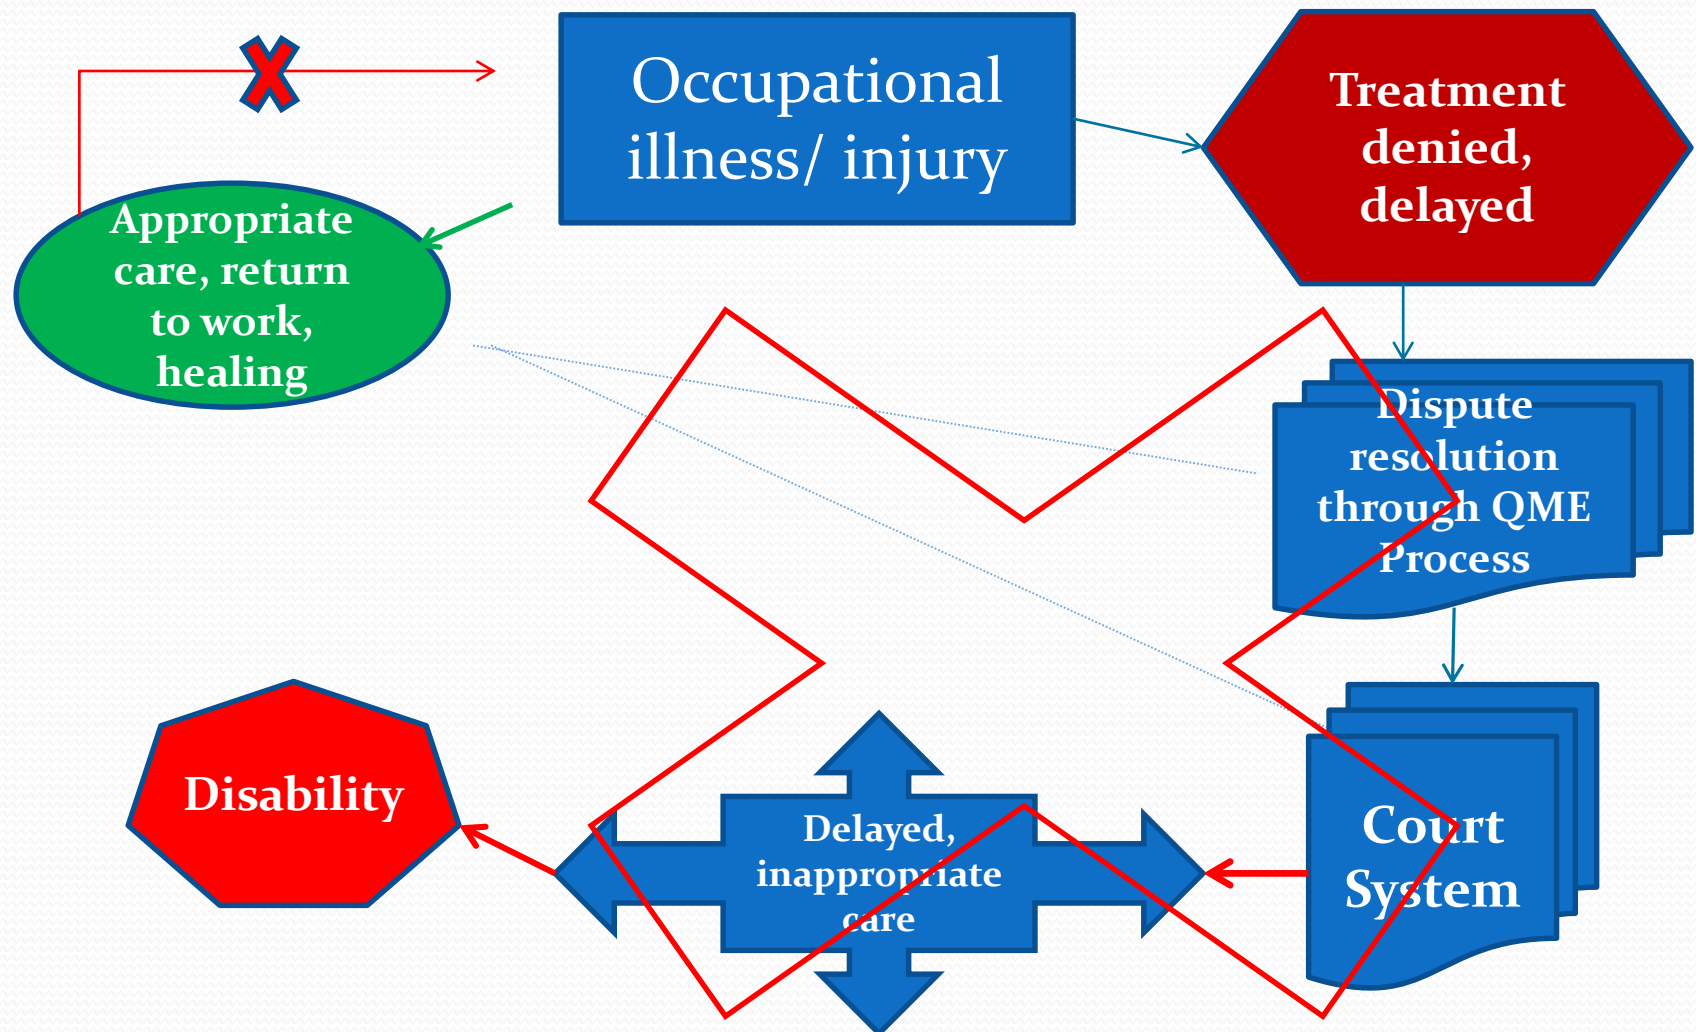 Occupational
illness/ injury
Treatment
denied,
delayed
Appropriate
care, return
to work,
healing
Dispute
resolution
through QME
Process
Disability
Delayed,
inappropriate
care
Court
System